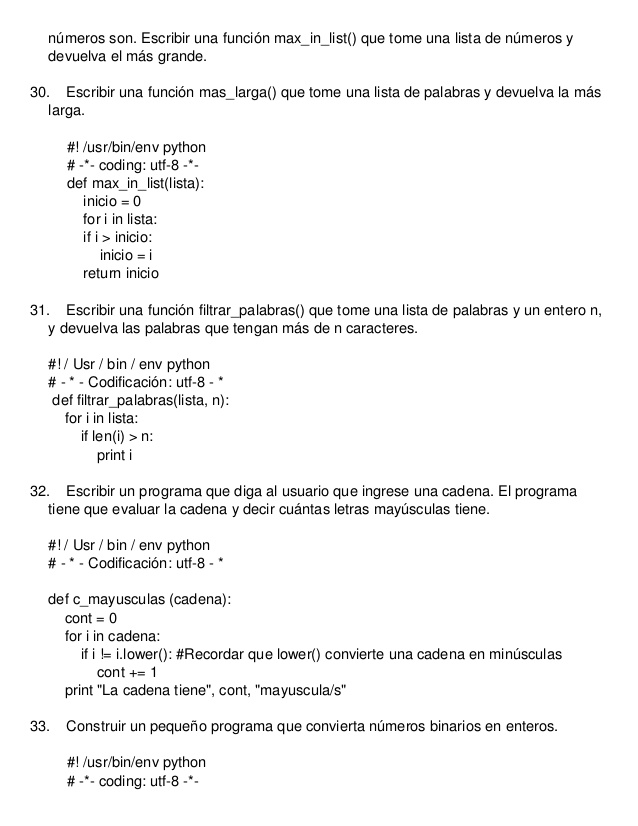 números son. Escribir una función max_in_list() que tome una lista de números y
devuelva el más grande.
30. Escribir una función mas_larga() que tome una lista de palabras y devuelva la más
larga.
#! /usr/bin/env python
# -*- coding: utf-8 -*-
def max_in_list(lista):
inicio = 0
for i in lista:
if i > inicio:
inicio = i
return inicio
31. Escribir una función filtrar_palabras() que tome una lista de palabras y un entero n,
y devuelva las palabras que tengan más de n caracteres.
#! / Usr / bin / env python
# - * - Codificación: utf-8 - *
def filtrar_palabras(lista, n):
for i in lista:
if len(i) > n:
print i
32. Escribir un programa que diga al usuario que ingrese una cadena. El programa
tiene que evaluar la cadena y decir cuántas letras mayúsculas tiene.
#! / Usr / bin / env python
# - * - Codificación: utf-8 - *
def c_mayusculas (cadena):
cont = 0
for i in cadena:
if i != i.lower(): #Recordar que lower() convierte una cadena en minúsculas
cont += 1
print "La cadena tiene", cont, "mayuscula/s"
33. Construir un pequeño programa que convierta números binarios en enteros.
#! /usr/bin/env python
# -*- coding: utf-8 -*-